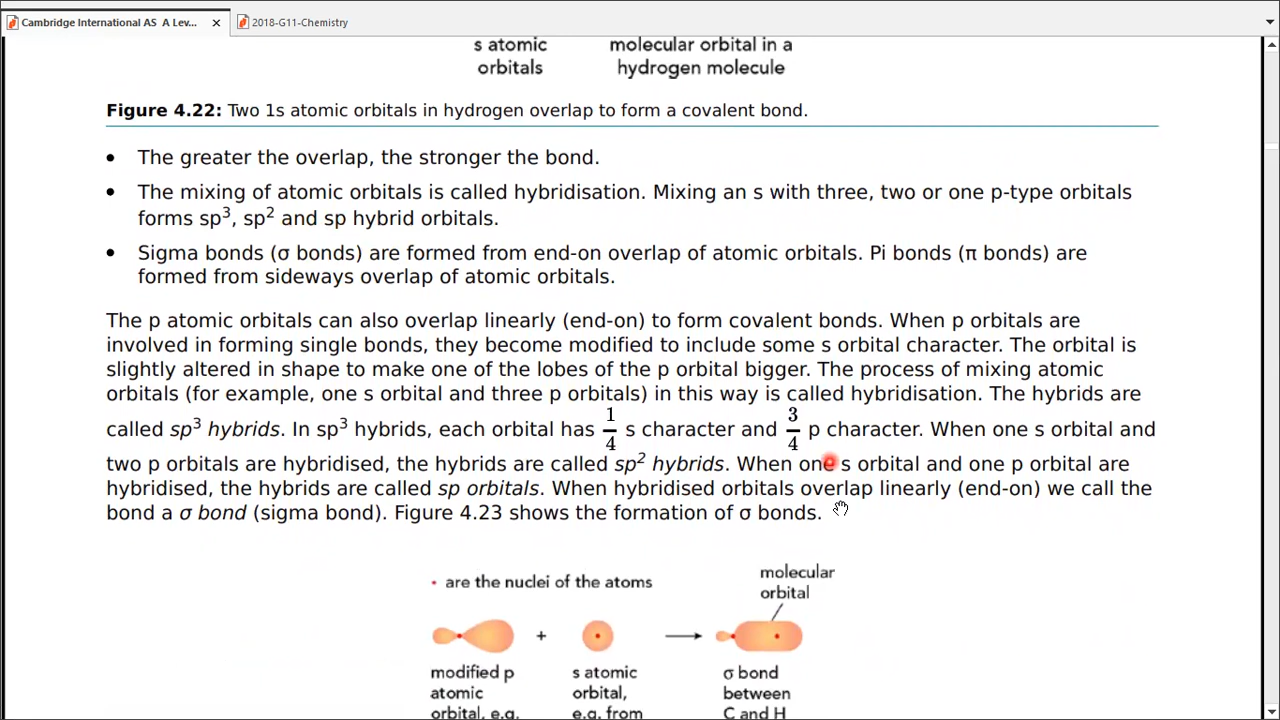 Cambridge International AS A Lev...
2018-G11-Chemistry
s atomic
orbitals
molecular orbital in a
hydrogen molecule
Figure 4.22: Two 1s atomic orbitals in hydrogen overlap to form a covalent bond.
• The greater the overlap, the stronger the bond.
• The mixing of atomic orbitals is called hybridisation. Mixing an s with three, two or one p-type orbitals
forms sp³, sp² and sp hybrid orbitals.
• Sigma bonds (σ bonds) are formed from end-on overlap of atomic orbitals. Pi bonds (π bonds) are
formed from sideways overlap of atomic orbitals.
The p atomic orbitals can also overlap linearly (end-on) to form covalent bonds. When p orbitals are
involved in forming single bonds, they become modified to include some s orbital character. The orbital is
slightly altered in shape to make one of the lobes of the p orbital bigger. The process of mixing atomic
orbitals (for example, one s orbital and three p orbitals) in this way is called hybridisation. The hybrids are
called sp³ hybrids. In sp³ hybrids, each orbital has 1/4 s character and 3/4 p character. When one s orbital and
two p orbitals are hybridised, the hybrids are called sp² hybrids. When one s orbital and one p orbital are
hybridised, the hybrids are called sp orbitals. When hybridised orbitals overlap linearly (end-on) we call the
bond a σ bond (sigma bond). Figure 4.23 shows the formation of σ bonds.
• are the nuclei of the atoms
molecular
orbital
+
modified p
atomic
orbital, e.g.
s atomic
orbital,
e.g. from
σ bond
between
C and H